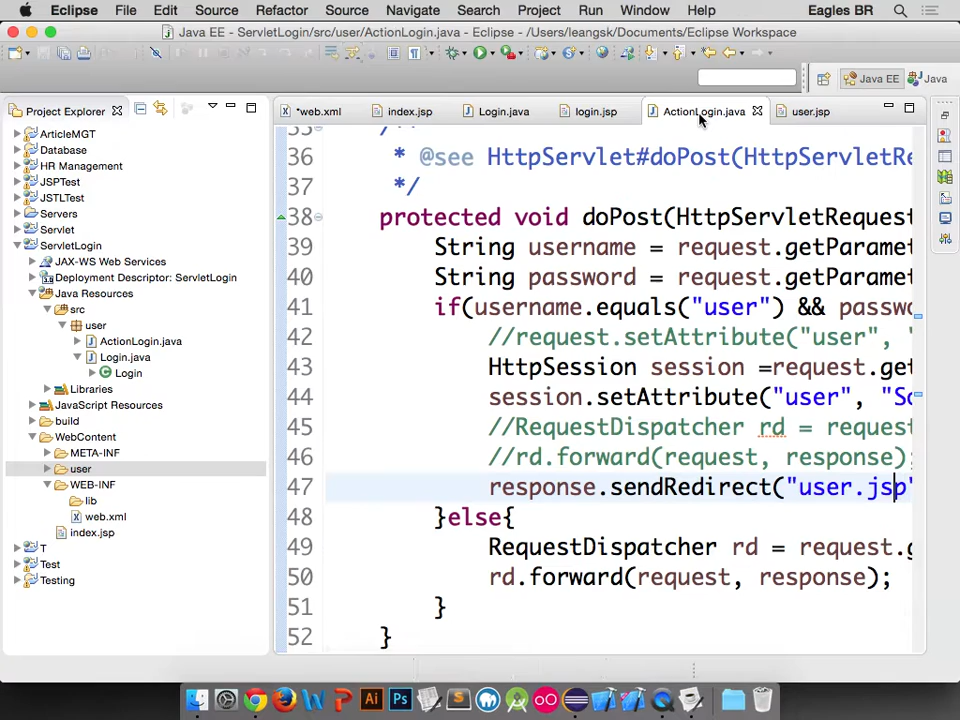 Eclipse File Edit Source Refactor Source Navigate Search Project Run Window Help Eagles BR
Java EE - ServletLogin/src/user/ActionLogin.java - Eclipse - /Users/leangsk/Documents/Eclipse Workspace
Java EE Java
Project Explorer
*web.xml index.jsp Login.java login.jsp ActionLogin.java user.jsp
ArticleMGT
Database
HR Management
JSPTest
JSTLTest
Servers
Servlet
ServletLogin
JAX-WS Web Services
Deployment Descriptor: ServletLogin
Java Resources
src
user
ActionLogin.java
Login.java
Login
Libraries
JavaScript Resources
build
WebContent
META-INF
user
WEB-INF
lib
web.xml
index.jsp
T
Test
Testing
35 /**
36 * @see HttpServlet#doPost(HttpServletRe
37 */
38 protected void doPost(HttpServletRequest
39 String username = request.getParamet
40 String password = request.getParamet
41 if(username.equals("user") && passwo
42 //request.setAttribute("user", "
43 HttpSession session =request.get
44 session.setAttribute("user", "So
45 //RequestDispatcher rd = request
46 //rd.forward(request, response);
47 response.sendRedirect("user.jsp"
48 }else{
49 RequestDispatcher rd = request.g
50 rd.forward(request, response);
51 }
52 }
Ai Ps